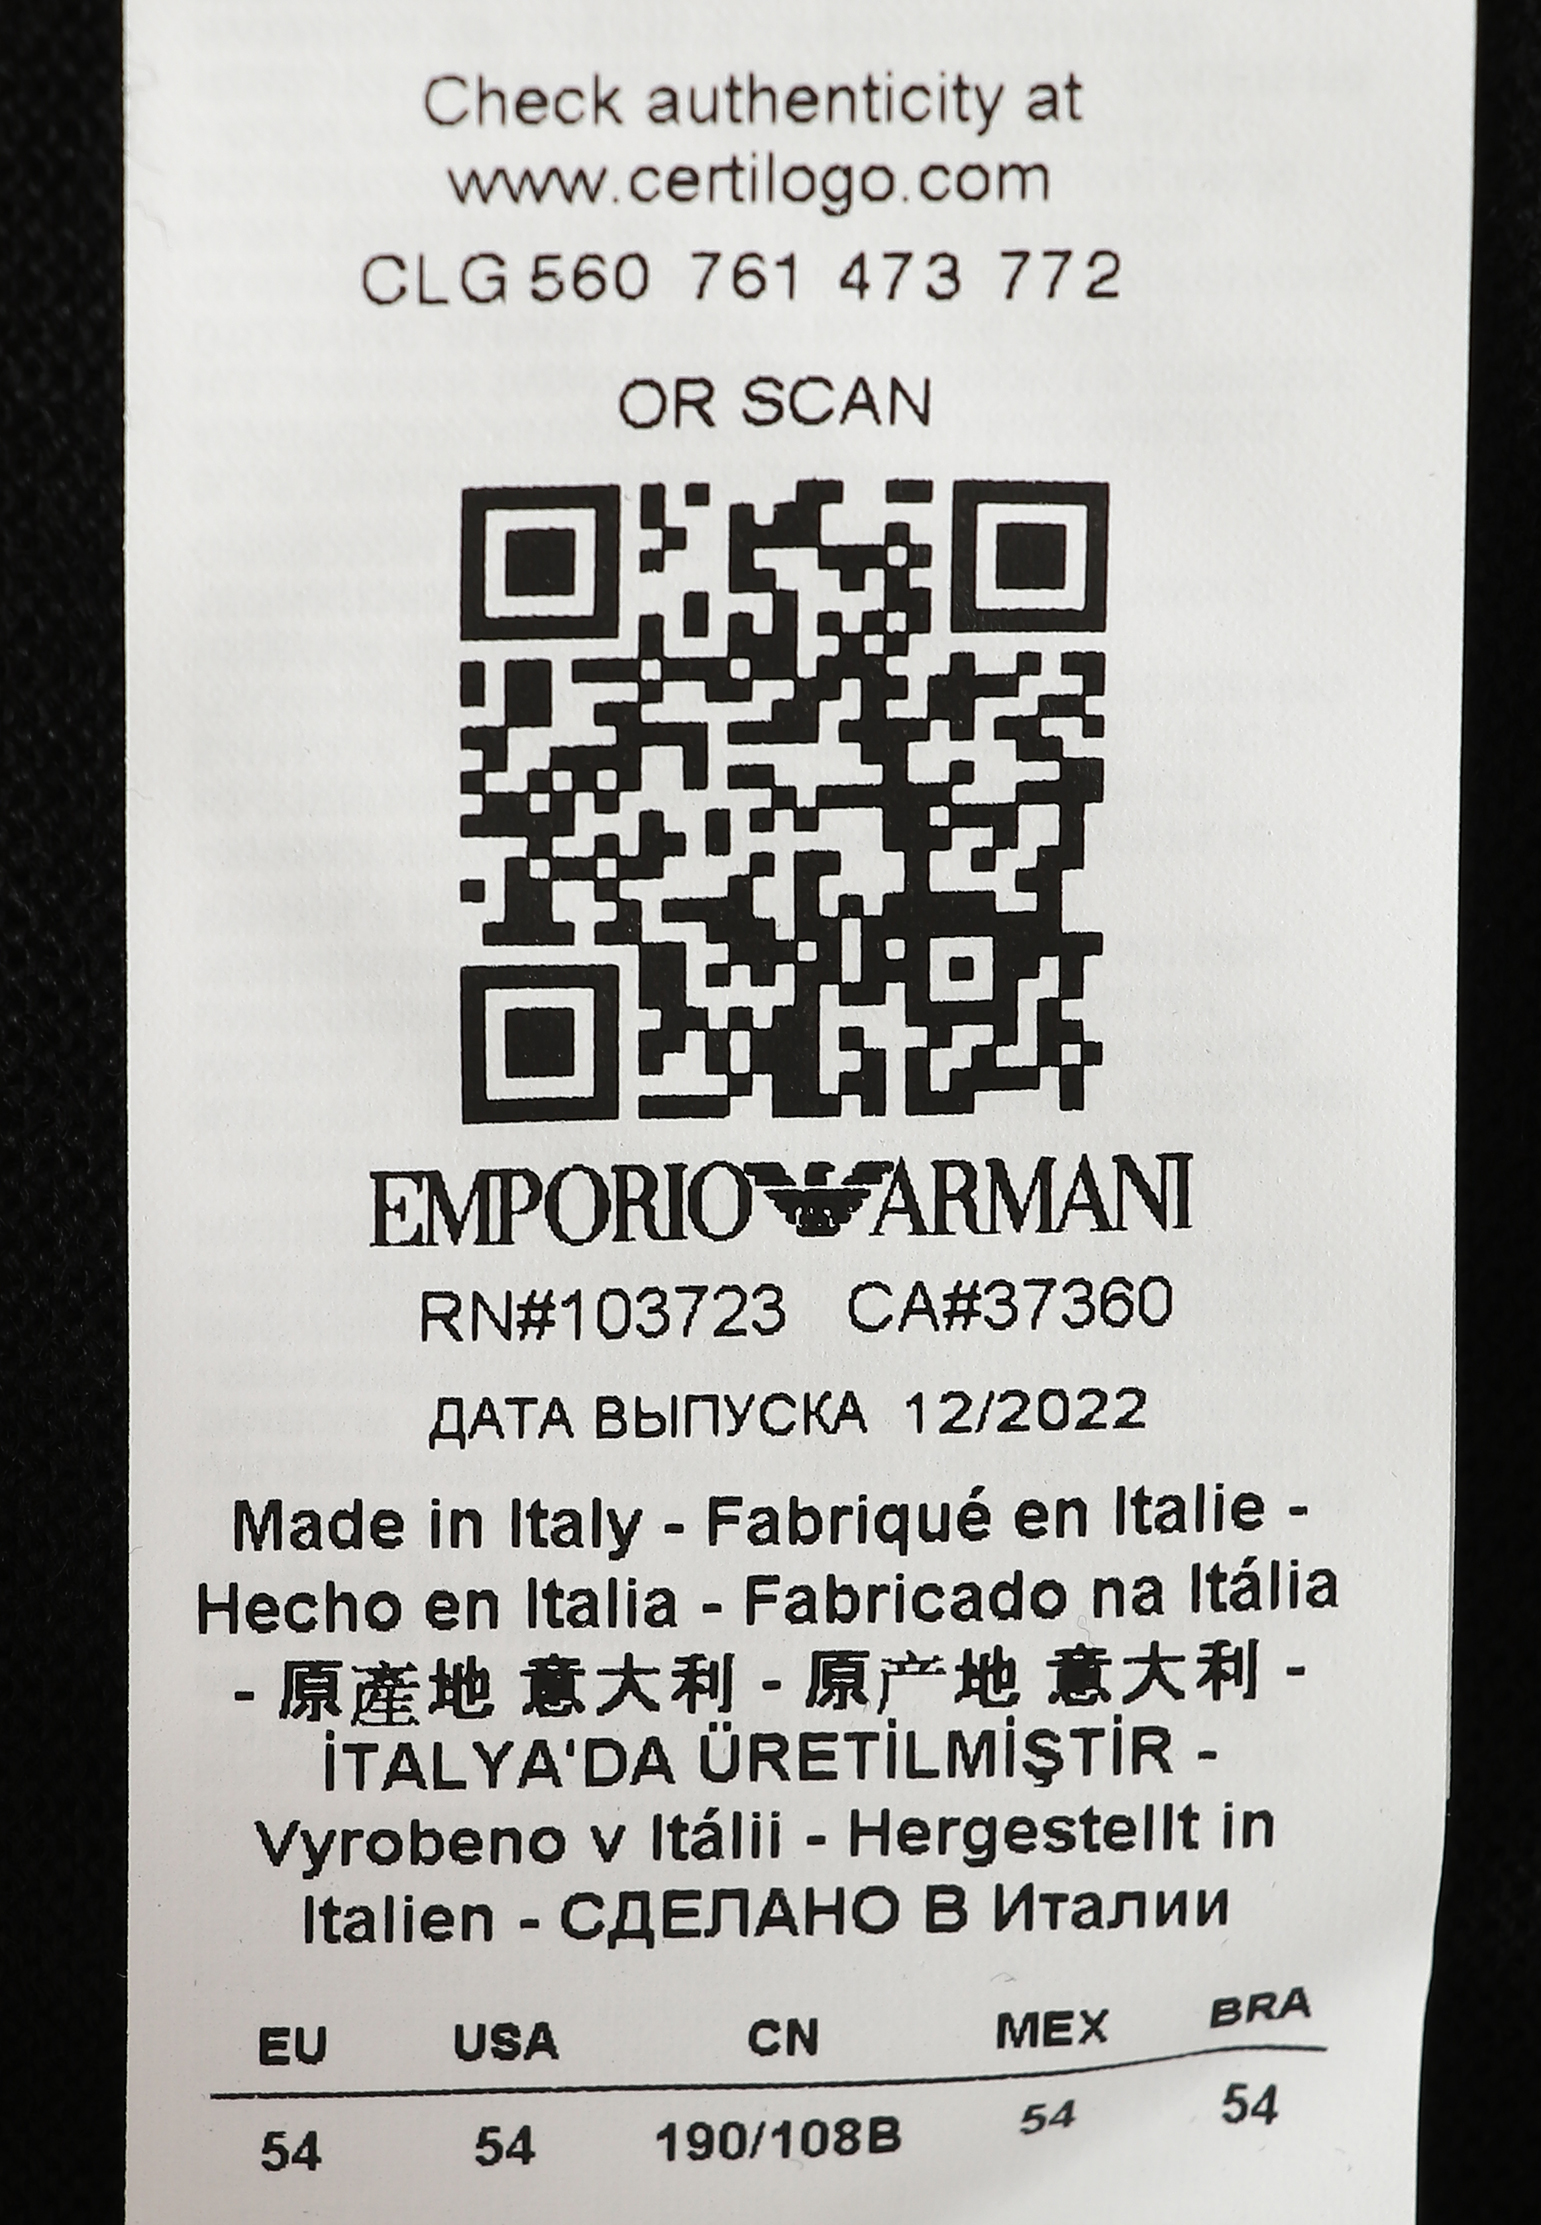 Check authenticity at
www.certilogo.com
CLG 560 761 473 772
OR SCAN
EMPORIO ARMANI
RN#103723 CA#37360
ДАТА ВЫПУСКА 12/2022
Made in Italy - Fabriqué en Italie -
Hecho en Italia - Fabricado na Itália
- 原產地 意大利 - 原产地 意大利 -
İTALYA'DA ÜRETİLMİŞTİR -
Vyrobeno v Itálii - Hergestellt in
Italien - СДЕЛАНО В Италии
EU USA CN MEX BRA
54 54 190/108B 54 54